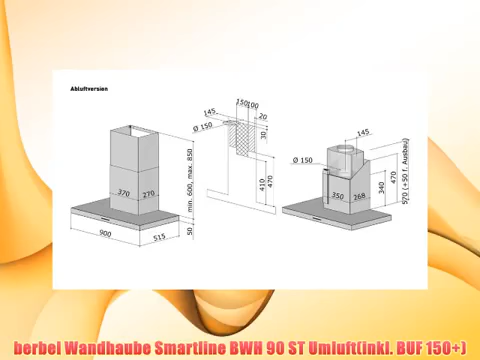 Abluftversion
150
100
145
20
Ø 150
30
370
270
min. 600, max. 850
900
515
50
410
470
145
Ø 150
350
268
340
470
570 (+50 f. Ausbau)
berbel Wandhaube Smartline BWH 90 ST Umluft(inkl. BUF 150+)